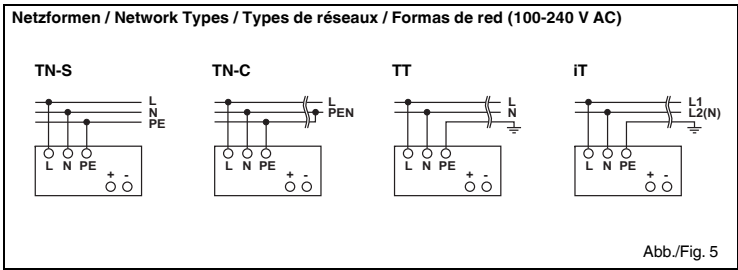 Netzformen / Network Types / Types de réseaux / Formas de red (100-240 V AC)
TN-S
L
N
PE
L N PE
+ -
TN-C
L
PEN
L N PE
+ -
TT
L
N
L N PE
+ -
iT
L1
L2(N)
L N PE
+ -
Abb./Fig. 5